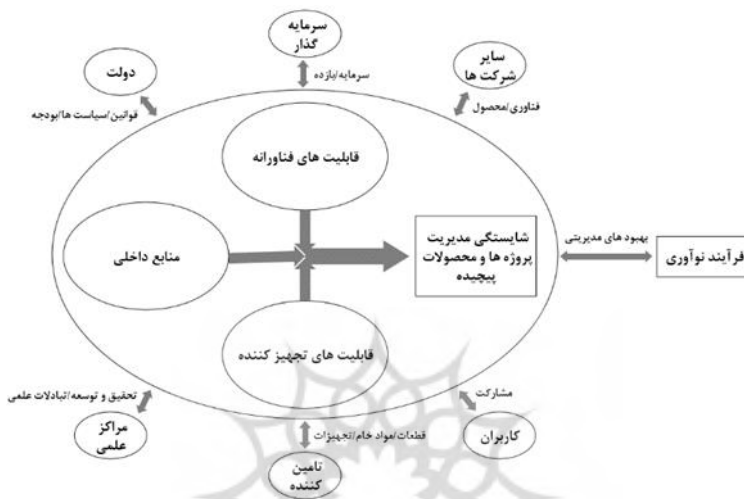 سرمایه
گذار
سایر
شرکت ها
دولت
سرمایه/بازده
فناوری/محصول
قوانین/سیاست ها/بودجه
قابلیت های فناورانه
شایستگی مدیریت
پروژه ها و محصولات
پیچیده
منابع داخلی
بهبود های مدیریتی
فرآیند نوآوری
قابلیت های تجهیز کننده
مشارکت
تحقیق و توسعه/تبادلات علمی
کاربران
قطعات/مواد خام/تجهیزات
مراکز
علمی
تامین
کننده